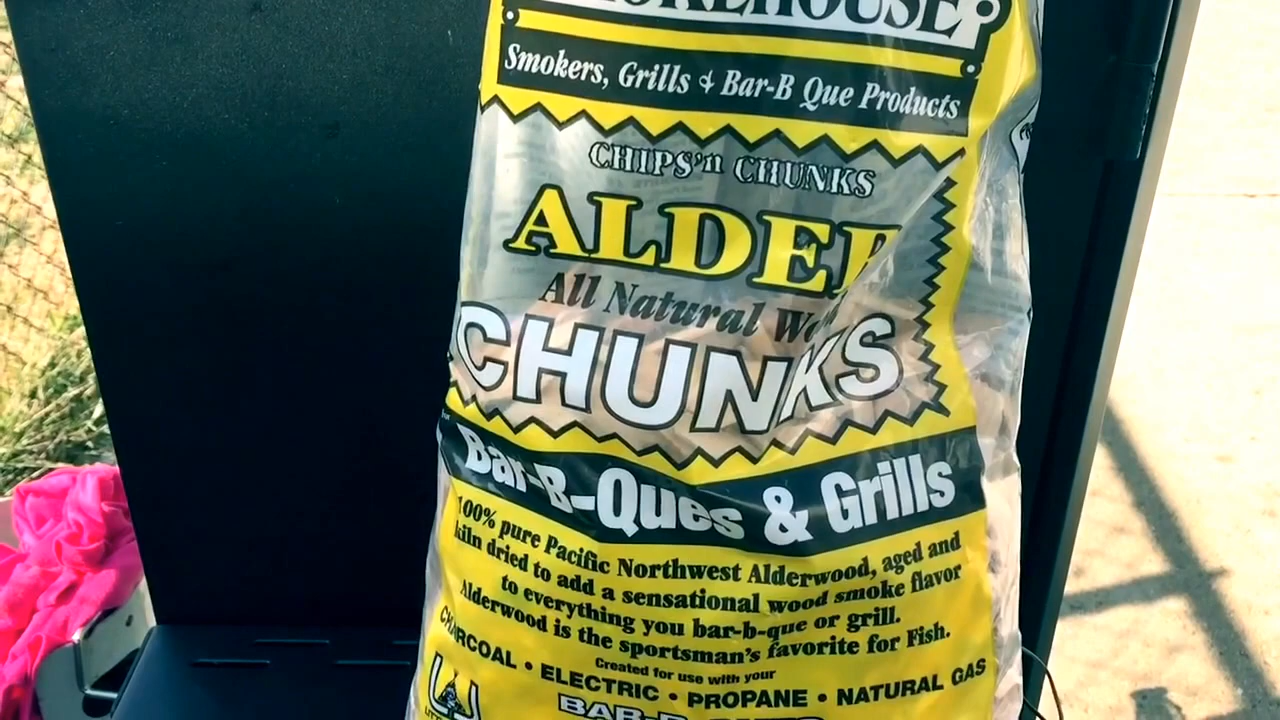 SMOKEHOUSE
Smokers, Grills & Bar-B Que Products
CHIPS'n CHUNKS
ALDER
All Natural
CHUNKS
Bar-B-Ques & Grills
100% pure Pacific Northwest Alderwood, aged and
kiln dried to add a sensational wood smoke flavor
to everything you bar-b-que or grill.
Alderwood is the sportsman's favorite for Fish.
Created for use with your
CHARCOAL • ELECTRIC • PROPANE • NATURAL GAS